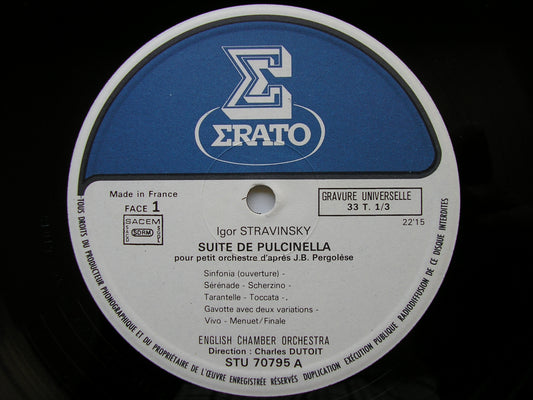 Σ
ΣRATO
Made in France
FACE 1
SACEM
SDRM
GRAVURE UNIVERSELLE
33 T. 1/3
22'15
Igor STRAVINSKY
SUITE DE PULCINELLA
pour petit orchestre d'après J.B. Pergolèse
Sinfonia (ouverture) -
Sérénade - Scherzino -
Tarantelle - Toccata -.
Gavotte avec deux variations -
Vivo - Menuet/Finale
ENGLISH CHAMBER ORCHESTRA
Direction : Charles DUTOIT
STU 70795 A
TOUS DROITS DU PRODUCTEUR PHONOGRAPHIQUE ET DU PROPRIÉTAIRE DE L'ŒUVRE ENREGISTRÉE RÉSERVÉS DUPLICATION EXÉCUTION PUBLIQUE RADIODIFFUSION DE CE DISQUE INTERDITES